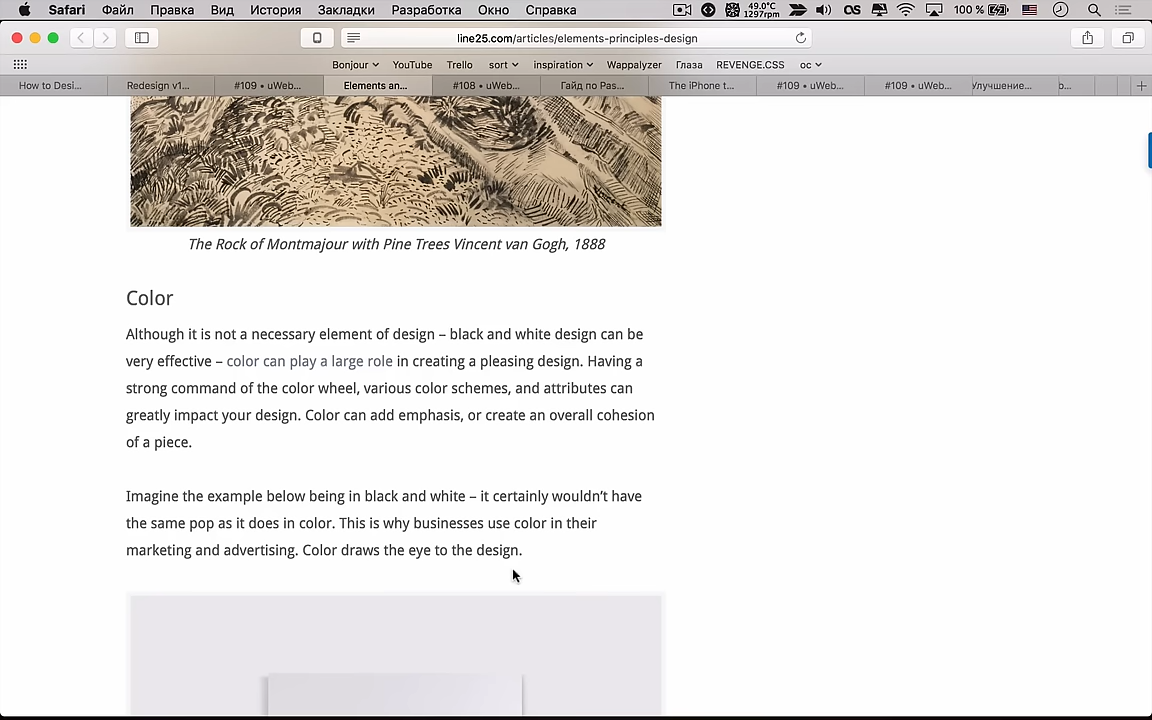 Safari Файл Правка Вид История Закладки Разработка Окно Справка 49.0°C 1297rpm 100 %
line25.com/articles/elements-principles-design
Bonjour YouTube Trello sort inspiration Wappalyzer Глаза REVENGE.CSS ос
How to Desi... Redesign v1... #109 • uWeb... Elements an... #108 • uWeb... Гайд по Pas... The iPhone t... #109 • uWeb... #109 • uWeb... Улучшение...
The Rock of Montmajour with Pine Trees Vincent van Gogh, 1888
Color
Although it is not a necessary element of design – black and white design can be
very effective – color can play a large role in creating a pleasing design. Having a
strong command of the color wheel, various color schemes, and attributes can
greatly impact your design. Color can add emphasis, or create an overall cohesion
of a piece.
Imagine the example below being in black and white – it certainly wouldn't have
the same pop as it does in color. This is why businesses use color in their
marketing and advertising. Color draws the eye to the design.